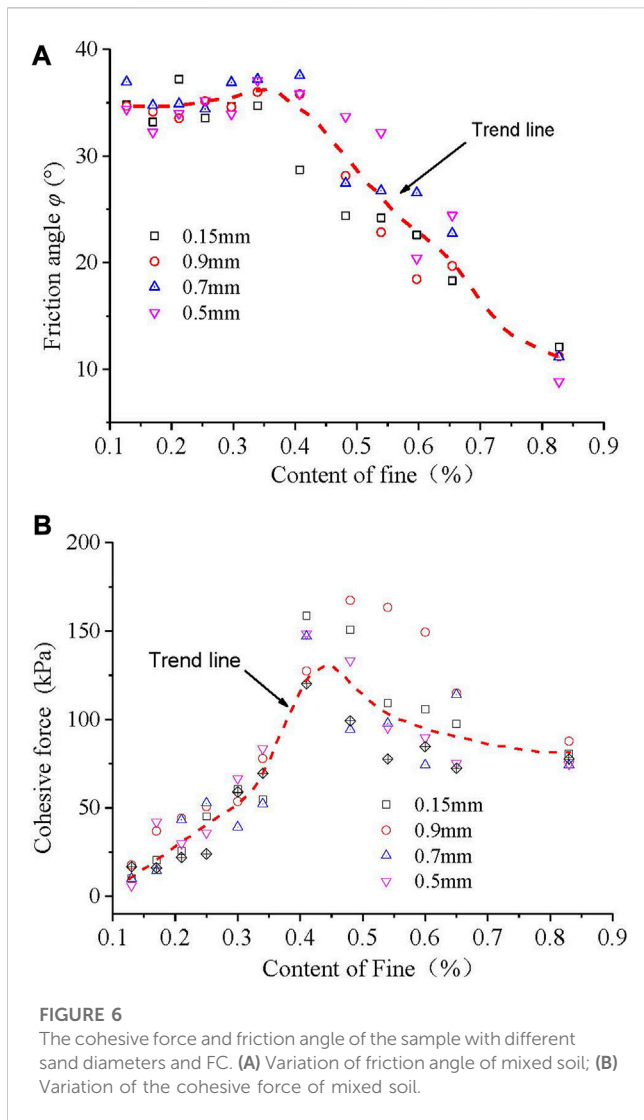 A
40
30
20
10
Friction angle φ (°)
Trend line
0.15mm
0.9mm
0.7mm
0.5mm
0.1 0.2 0.3 0.4 0.5 0.6 0.7 0.8 0.9
Content of fine（%）
B
200
150
100
50
0
Cohesive force (kPa)
Trend line
0.15mm
0.9mm
0.7mm
0.5mm
0.1 0.2 0.3 0.4 0.5 0.6 0.7 0.8 0.9
Content of Fine（%）
FIGURE 6
The cohesive force and friction angle of the sample with different
sand diameters and FC. (A) Variation of friction angle of mixed soil; (B)
Variation of the cohesive force of mixed soil.